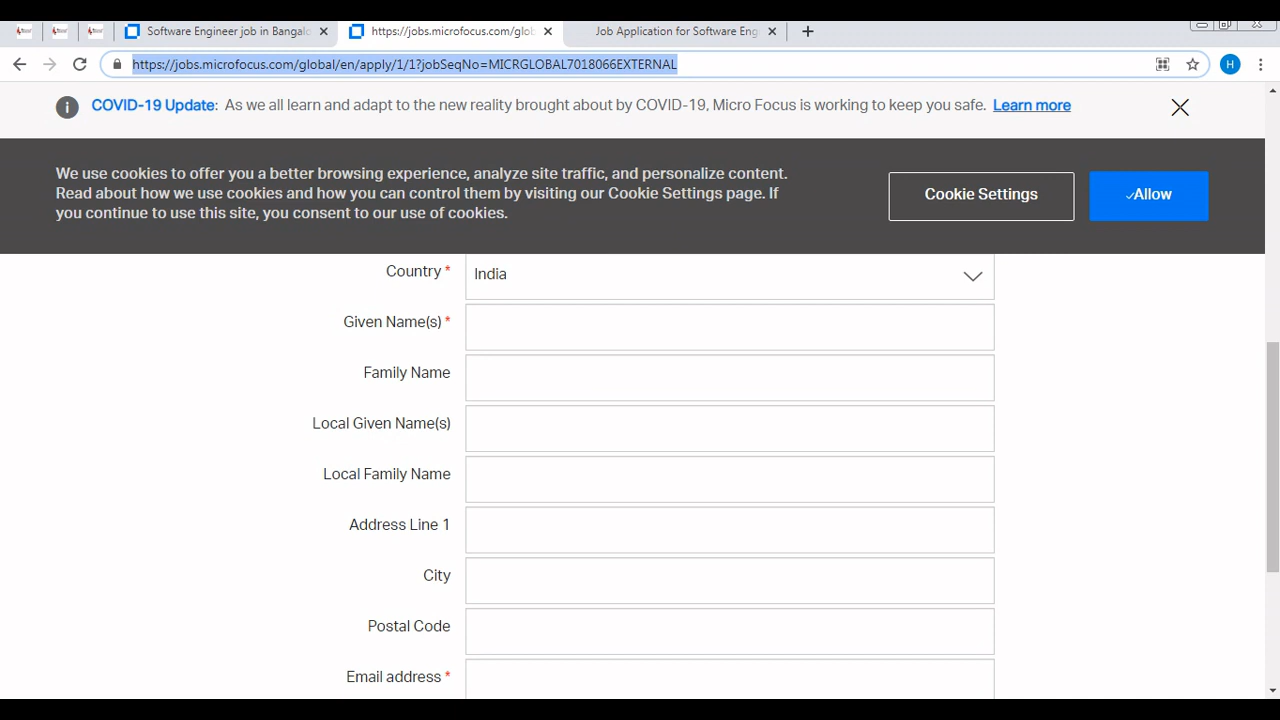 Software Engineer job in Bangalo
https://jobs.microfocus.com/glob
Job Application for Software Eng
https://jobs.microfocus.com/global/en/apply/1/1?jobSeqNo=MICRGLOBAL7018066EXTERNAL
H
COVID-19 Update: As we all learn and adapt to the new reality brought about by COVID-19, Micro Focus is working to keep you safe. Learn more
We use cookies to offer you a better browsing experience, analyze site traffic, and personalize content.
Read about how we use cookies and how you can control them by visiting our Cookie Settings page. If
you continue to use this site, you consent to our use of cookies.
Cookie Settings
Allow
Country *
India
Given Name(s) *
Family Name
Local Given Name(s)
Local Family Name
Address Line 1
City
Postal Code
Email address *